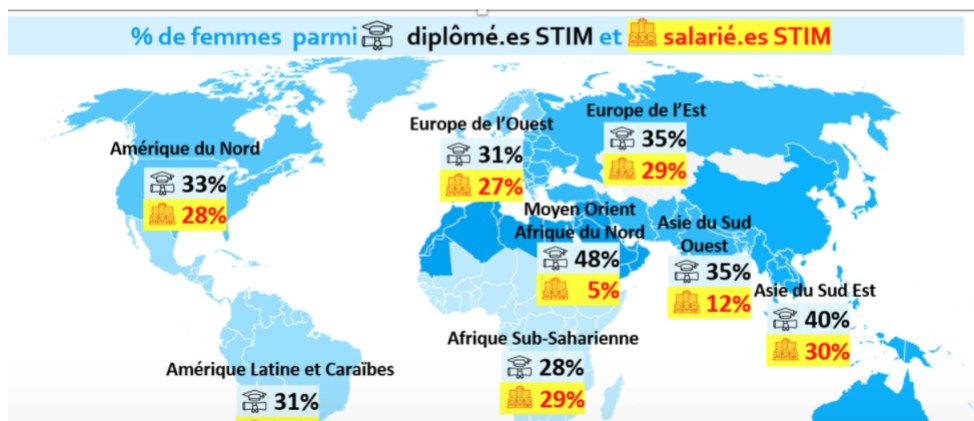 % de femmes parmi diplômé.es STIM et salarié.es STIM
Amérique du Nord
33%
28%
Europe de l'Ouest
31%
27%
Europe de l'Est
35%
29%
Moyen Orient
Afrique du Nord
48%
5%
Asie du Sud
Ouest
35%
12%
Asie du Sud Est
40%
30%
Afrique Sub-Saharienne
28%
29%
Amérique Latine et Caraïbes
31%